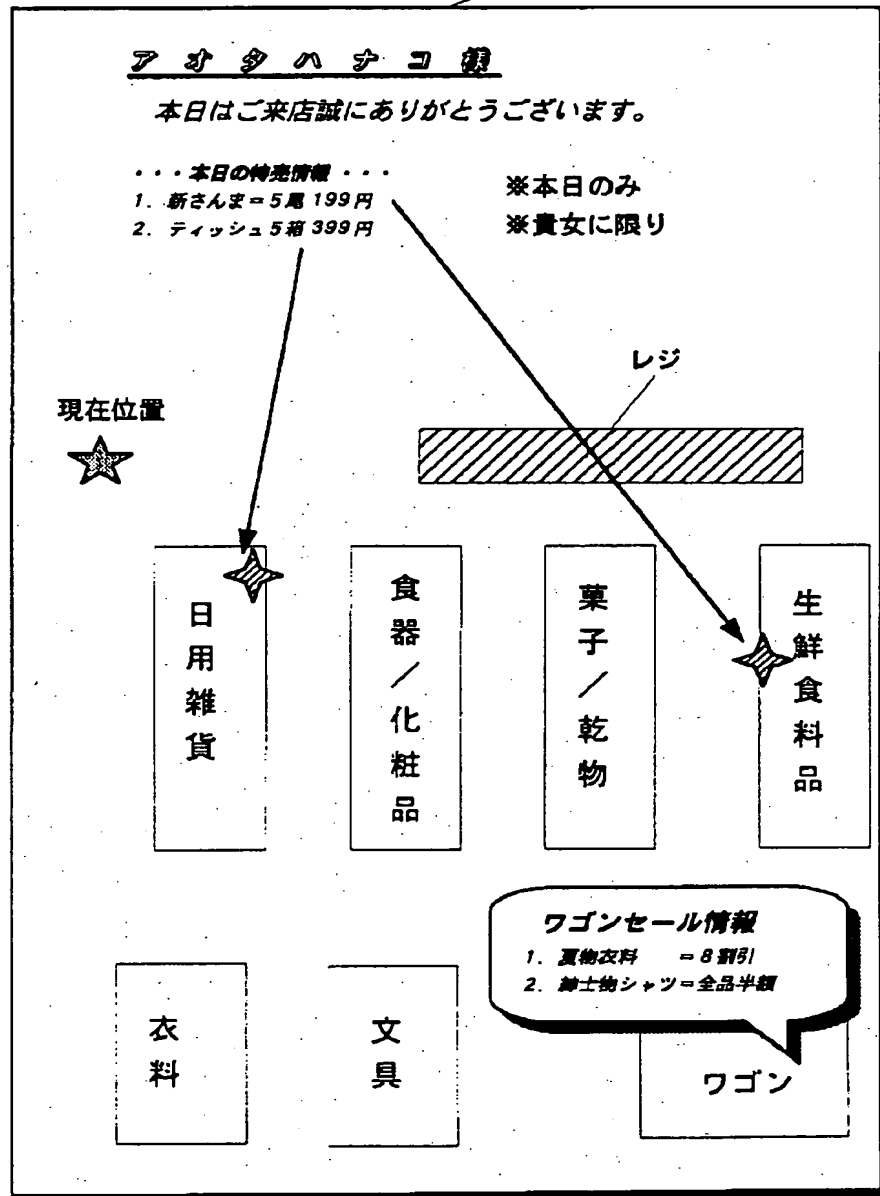 アオタハナコ様
本日はご来店誠にありがとうございます。
・・・本日の特売情報・・・
1. 新さんま=5尾 199円
2. ティッシュ5箱 399円
※本日のみ
※貴女に限り
レジ
現在位置
日用雑貨
食器/化粧品
菓子/乾物
生鮮食料品
ワゴンセール情報
1. 夏物衣料 =8割引
2. 紳士物シャツ=全品半額
衣料
文具
ワゴン